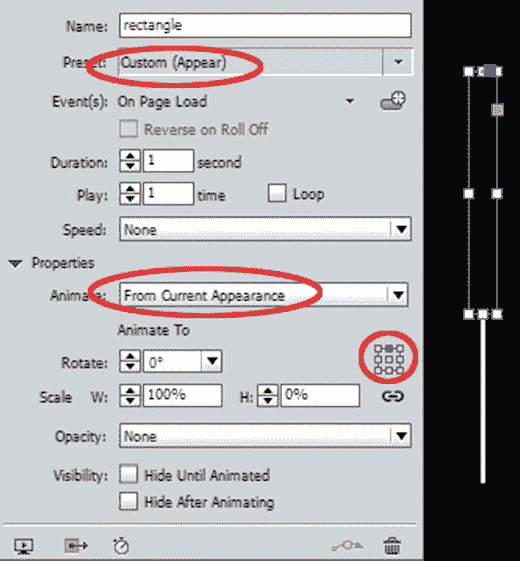 Name: rectangle
Preset: Custom (Appear)
Event(s): On Page Load
Reverse on Roll Off
Duration: 1 second
Play: 1 time Loop
Speed: None
Properties
Animate: From Current Appearance
Animate To
Rotate: 0°
Scale W: 100% H: 0%
Opacity: None
Visibility: Hide Until Animated
Hide After Animating